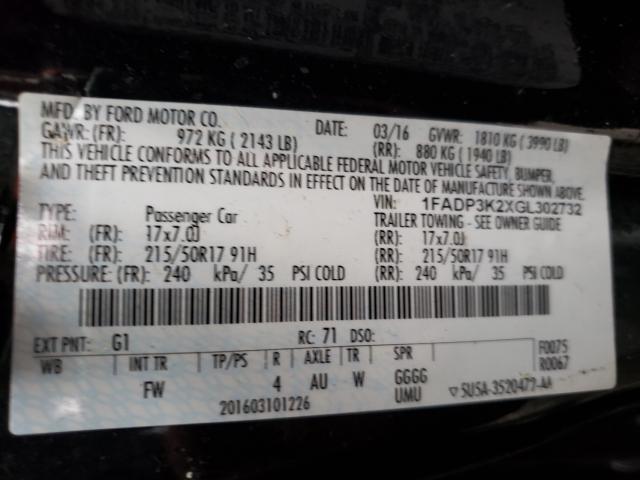 MFD. BY FORD MOTOR CO. DATE: 03/16 GVWR: 1810 KG ( 3990 LB)
GAWR: (FR): 972 KG ( 2143 LB) (RR): 880 KG ( 1940 LB)
THIS VEHICLE CONFORMS TO ALL APPLICABLE FEDERAL MOTOR VEHICLE SAFETY, BUMPER,
AND THEFT PREVENTION STANDARDS IN EFFECT ON THE DATE OF MANUFACTURE SHOWN ABOVE.
VIN: 1FADP3K2XGL302732
TYPE: Passenger Car TRAILER TOWING - SEE OWNER GUIDE
RIM: (FR): 17x7.0J (RR): 17x7.0J
TIRE: (FR): 215/50R17 91H (RR): 215/50R17 91H
PRESSURE: (FR): 240 kPa/ 35 PSI COLD (RR): 240 kPa/ 35 PSI COLD
EXT PNT: G1 RC: 71 DSO: F0075
WB INT TR TP/PS R AXLE TR SPR R0067
FW 4 AU W GGGG
UMU
201603101226 ▽ 5U5A-3520472-AA